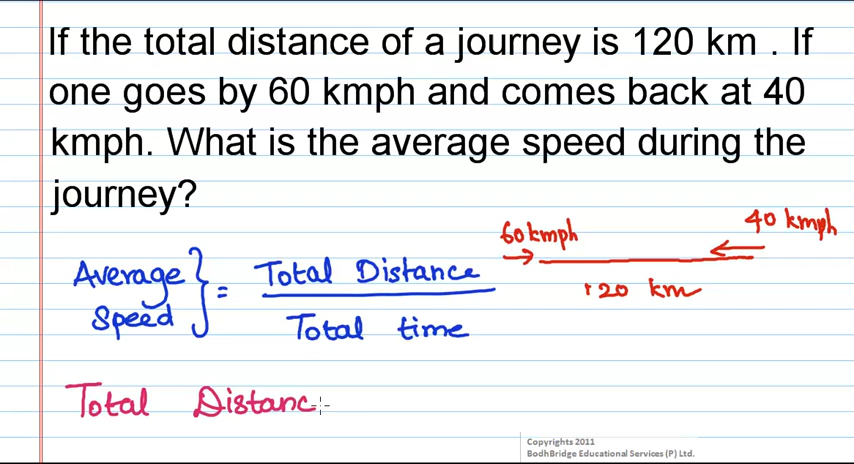 If the total distance of a journey is 120 km . If
one goes by 60 kmph and comes back at 40
kmph. What is the average speed during the
journey?
60 kmph
40 kmph
120 km
Average
Speed
= Total Distance
Total time
Total Distanc
Copyrights 2011
BodhBridge Educational Services (P) Ltd.